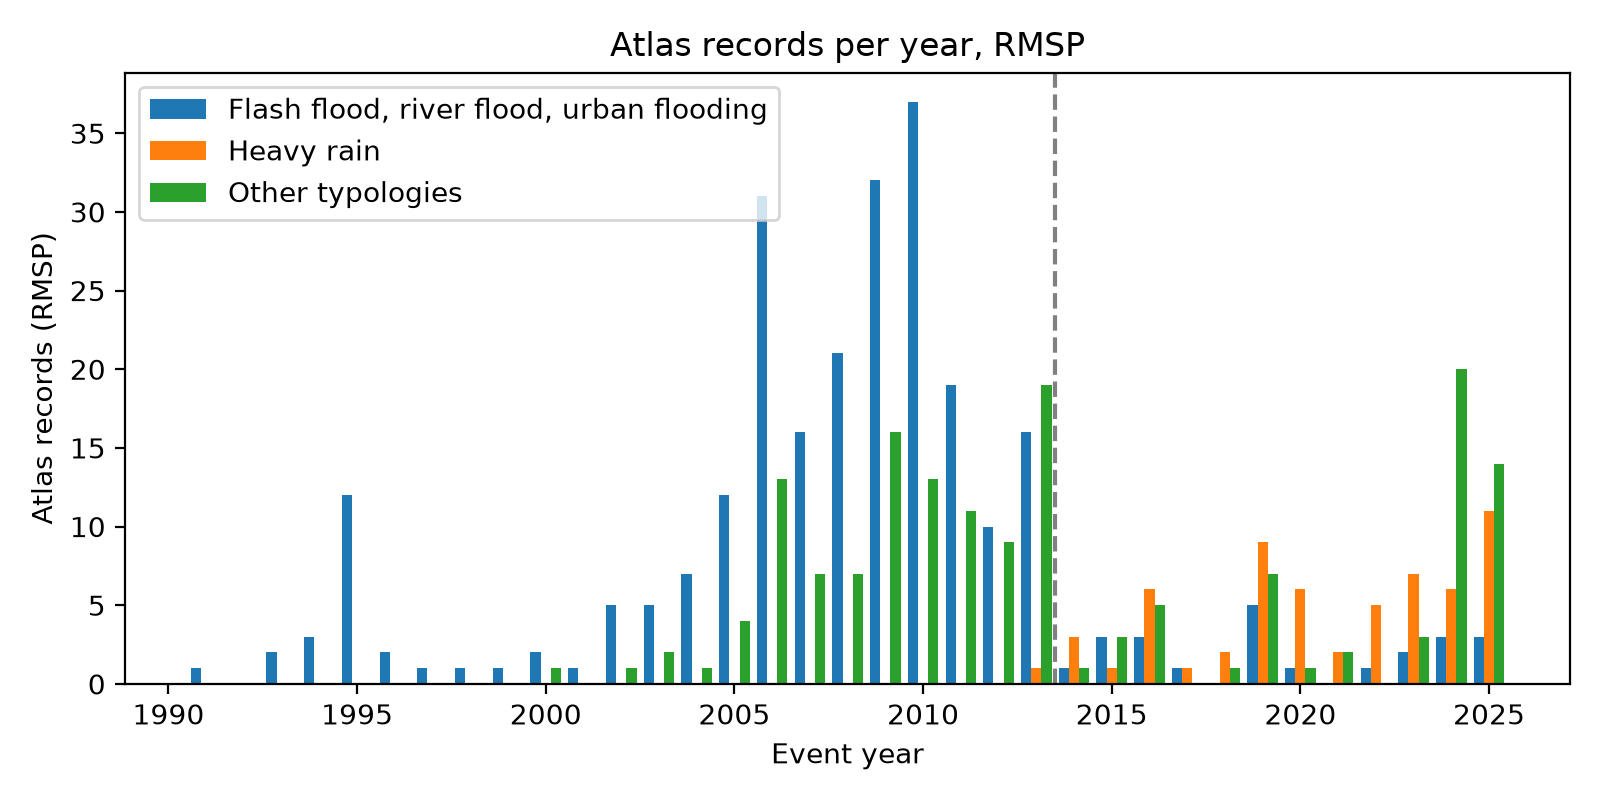 Atlas records per year, RMSP
Flash flood, river flood, urban flooding
Heavy rain
Other typologies
Atlas records (RMSP)
35
30
25
20
15
10
5
0
1990 1995 2000 2005 2010 2015 2020 2025
Event year